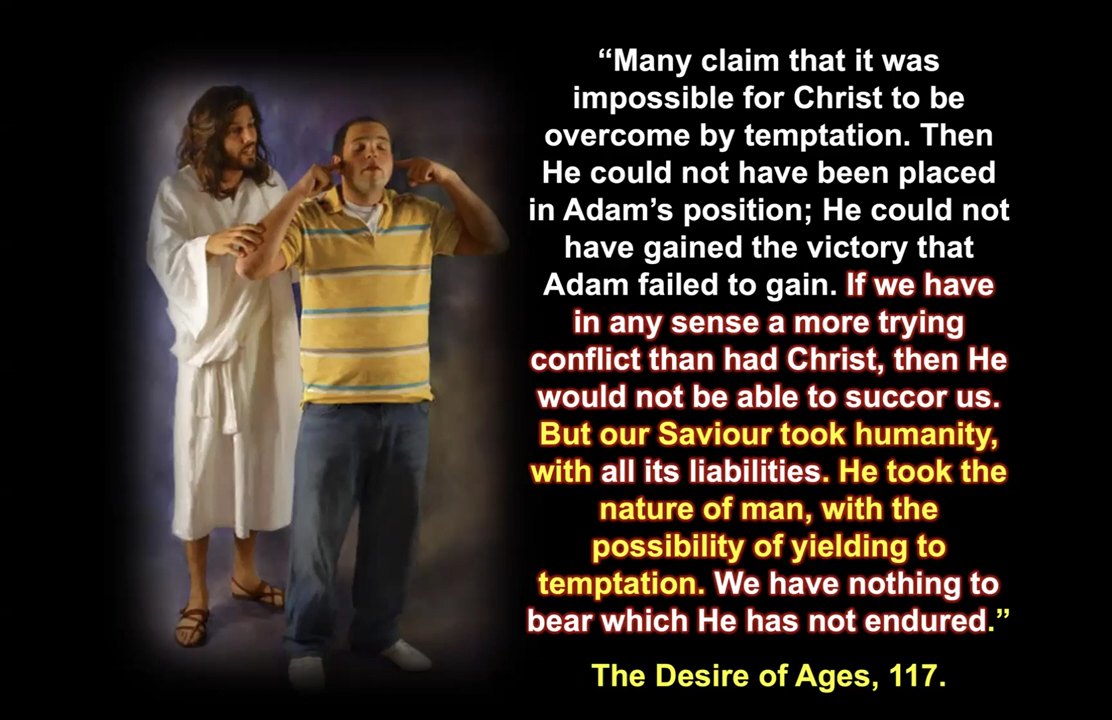 “Many claim that it was
impossible for Christ to be
overcome by temptation. Then
He could not have been placed
in Adam’s position; He could not
have gained the victory that
Adam failed to gain. If we have
in any sense a more trying
conflict than had Christ, then He
would not be able to succor us.
But our Saviour took humanity,
with all its liabilities. He took the
nature of man, with the
possibility of yielding to
temptation. We have nothing to
bear which He has not endured.”
The Desire of Ages, 117.